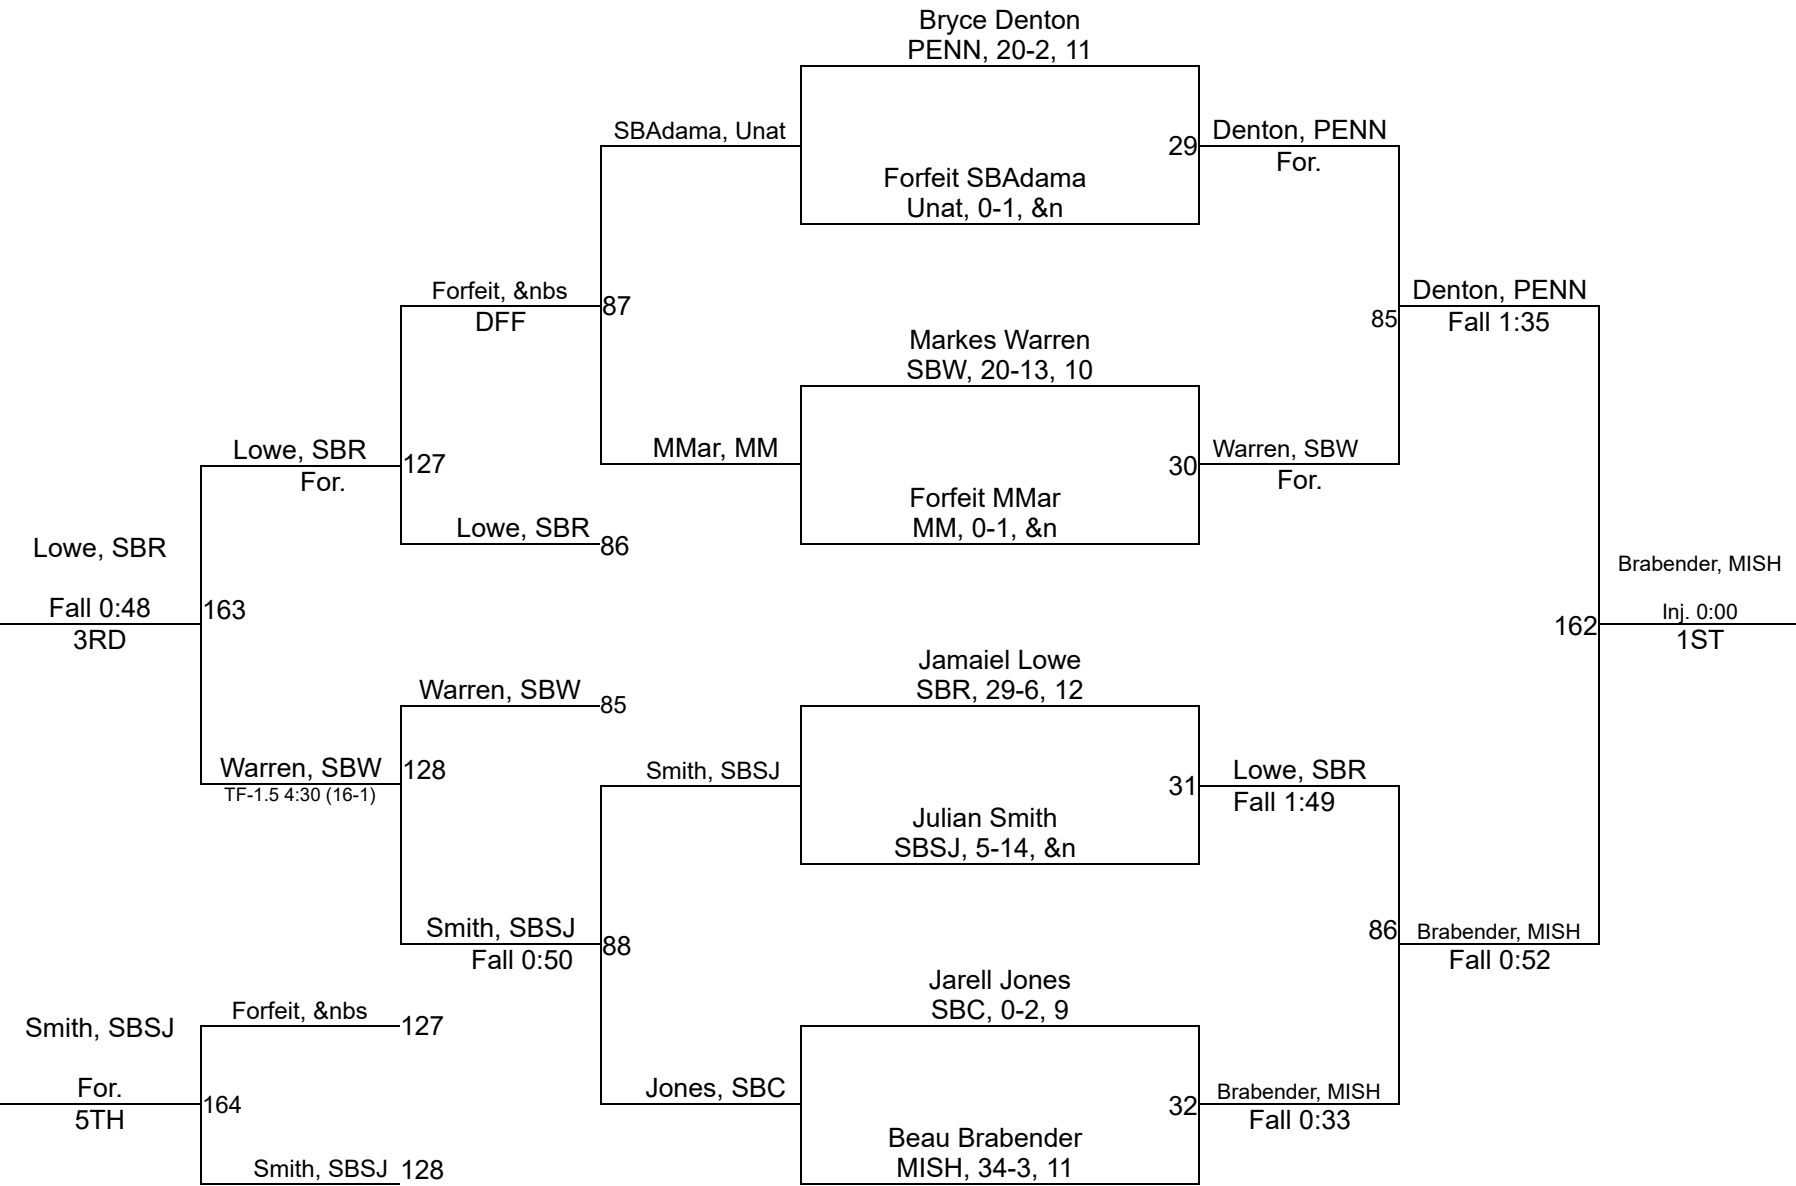 Bryce Denton
PENN, 20-2, 11
SBAdama, Unat
29
Denton, PENN
For.
Forfeit SBAdama
Unat, 0-1, &n
Forfeit, &nbs
DFF
87
Denton, PENN
Fall 1:35
85
Markes Warren
SBW, 20-13, 10
Lowe, SBR
For.
127
MMar, MM
30
Warren, SBW
For.
Forfeit MMar
MM, 0-1, &n
Lowe, SBR
86
Lowe, SBR
Fall 0:48
3RD
163
Brabender, MISH
Inj. 0:00
1ST
162
Jamaiel Lowe
SBR, 29-6, 12
Warren, SBW
85
Warren, SBW
TF-1.5 4:30 (16-1)
128
Smith, SBSJ
31
Lowe, SBR
Fall 1:49
Julian Smith
SBSJ, 5-14, &n
Smith, SBSJ
Fall 0:50
88
86
Brabender, MISH
Fall 0:52
Jarell Jones
SBC, 0-2, 9
Forfeit, &nbs
127
Smith, SBSJ
For.
5TH
164
Jones, SBC
32
Brabender, MISH
Fall 0:33
Beau Brabender
MISH, 34-3, 11
Smith, SBSJ
128